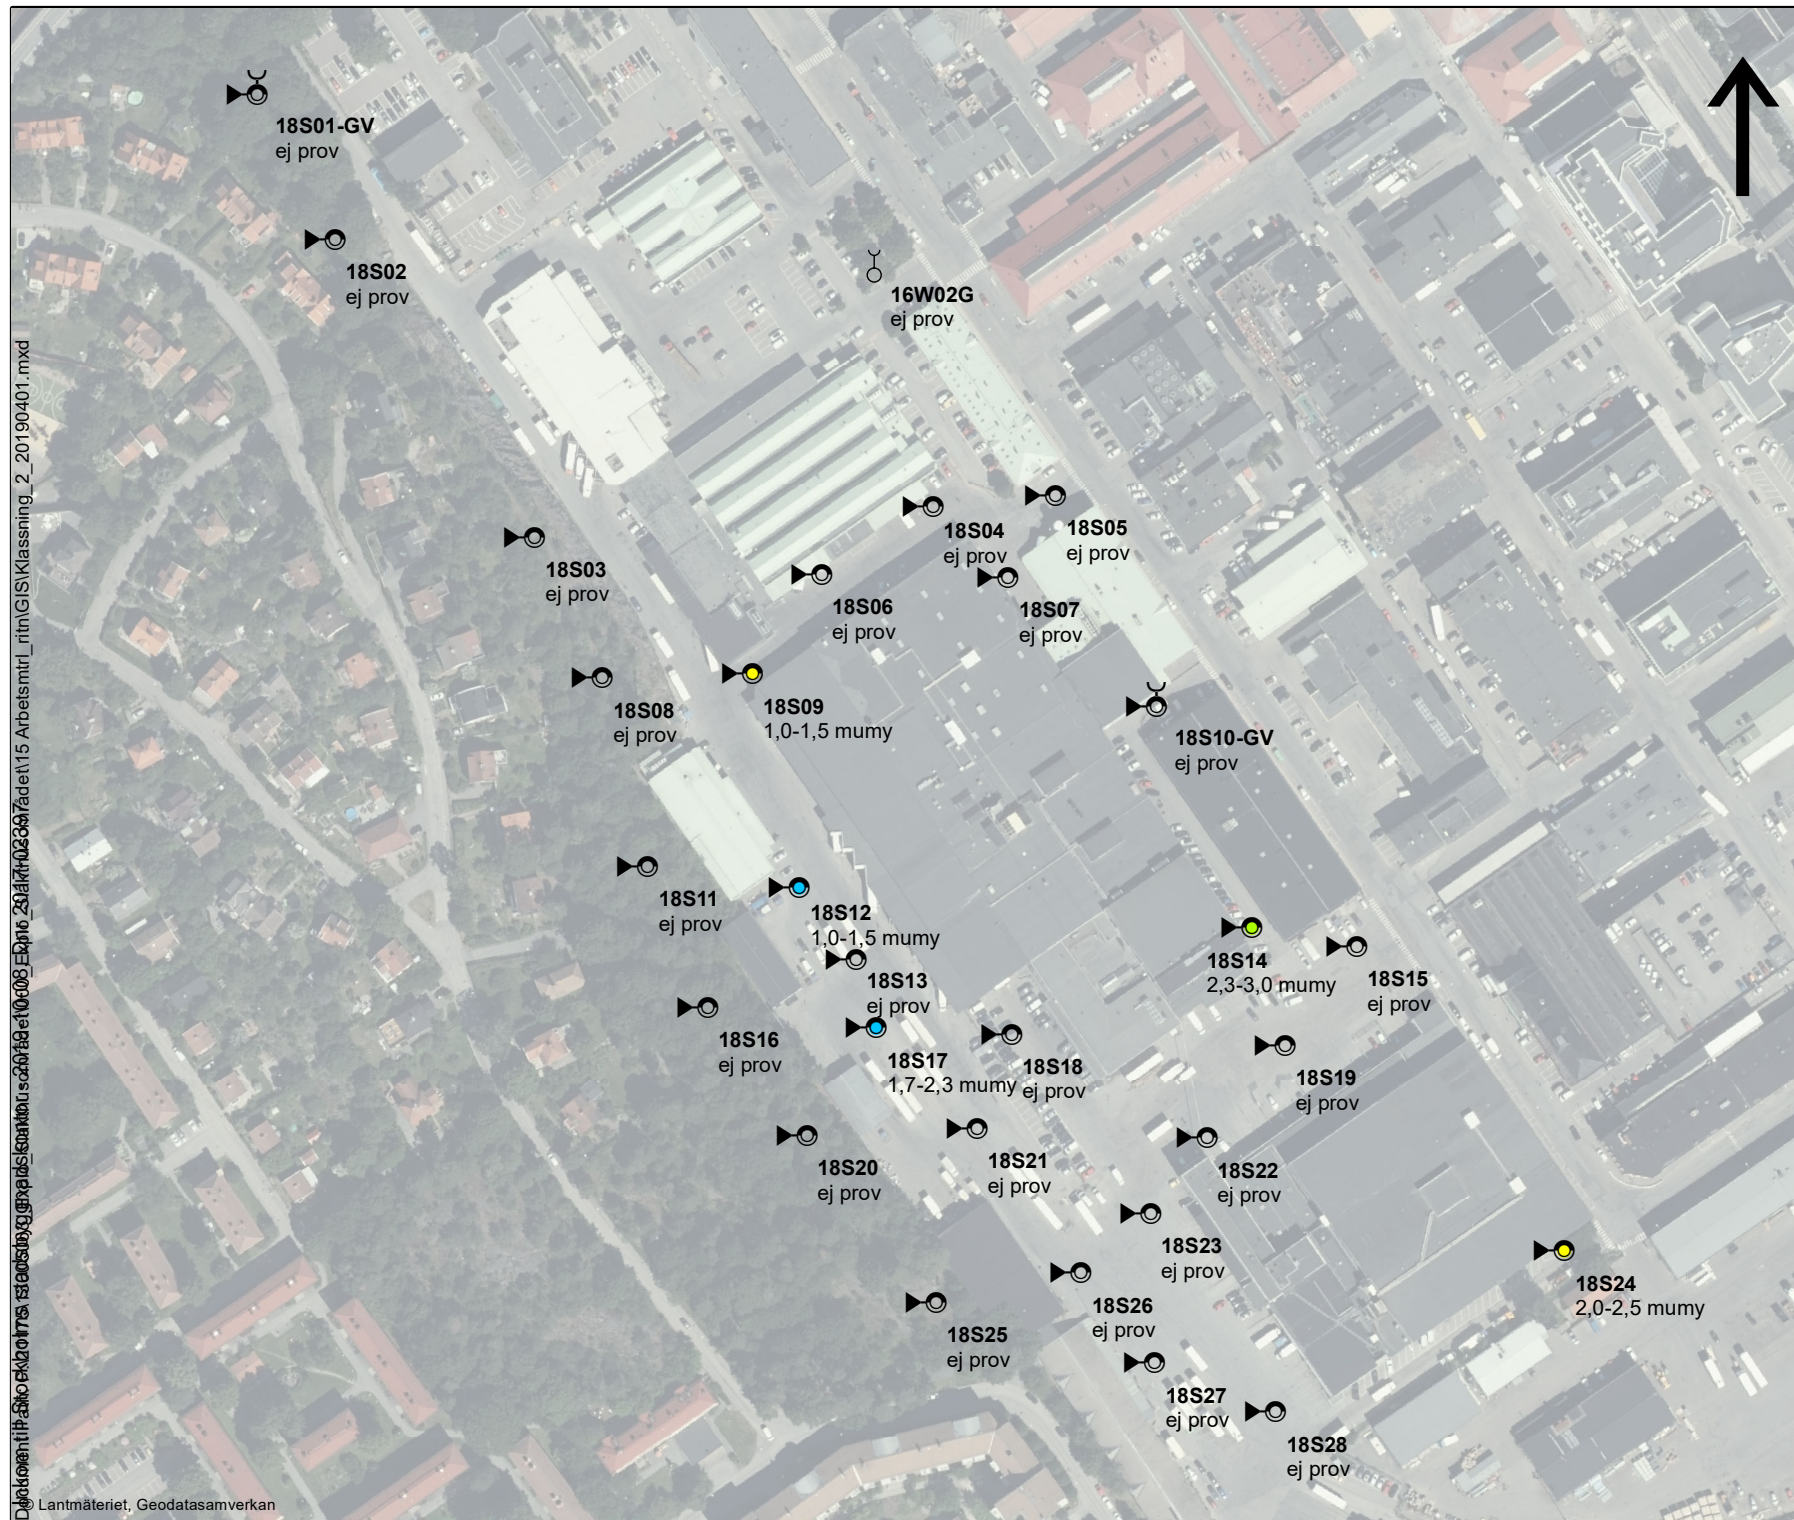 18S01-GV
ej prov
18S02
ej prov
16W02G
ej prov
18S03
ej prov
18S04
ej prov
18S05
ej prov
18S06
ej prov
18S07
ej prov
18S08
ej prov
18S09
1,0-1,5 mumy
18S10-GV
ej prov
18S11
ej prov
18S12
1,0-1,5 mumy
18S13
ej prov
18S14
2,3-3,0 mumy
18S15
ej prov
18S16
ej prov
18S17
1,7-2,3 mumy
18S18
ej prov
18S19
ej prov
18S20
ej prov
18S21
ej prov
18S22
ej prov
18S23
ej prov
18S24
2,0-2,5 mumy
18S25
ej prov
18S26
ej prov
18S27
ej prov
18S28
ej prov
15 Arbetsmtrl_ritn\GIS\Klassning_2_20190401.mxd
© Lantmäteriet, Geodatasamverkan